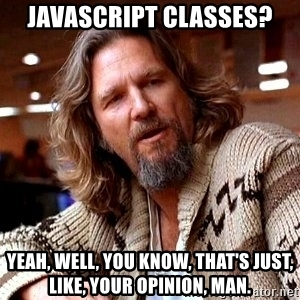 JAVASCRIPT CLASSES?
YEAH, WELL, YOU KNOW, THAT'S JUST,
LIKE, YOUR OPINION, MAN.